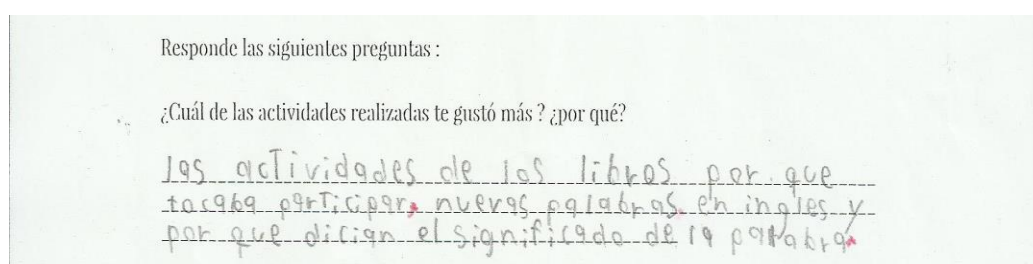 Responde las siguientes preguntas :
¿Cuál de las actividades realizadas te gustó más ? ¿por qué?
las actividades de los libros por que
tocaba participar, nuevas palabras. en ingles y
por que dician el significado de la palabra.